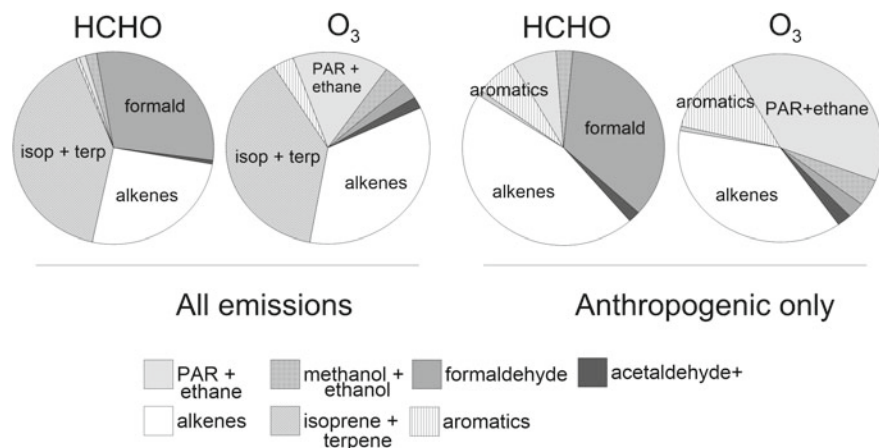 HCHO
O3
HCHO
O3
formald
isop + terp
alkenes
PAR +
ethane
isop + terp
alkenes
aromatics
formald
alkenes
aromatics
PAR+ethane
alkenes
All emissions
Anthropogenic only
PAR +
ethane
methanol +
ethanol
formaldehyde
acetaldehyde+
alkenes
isoprene +
terpene
aromatics